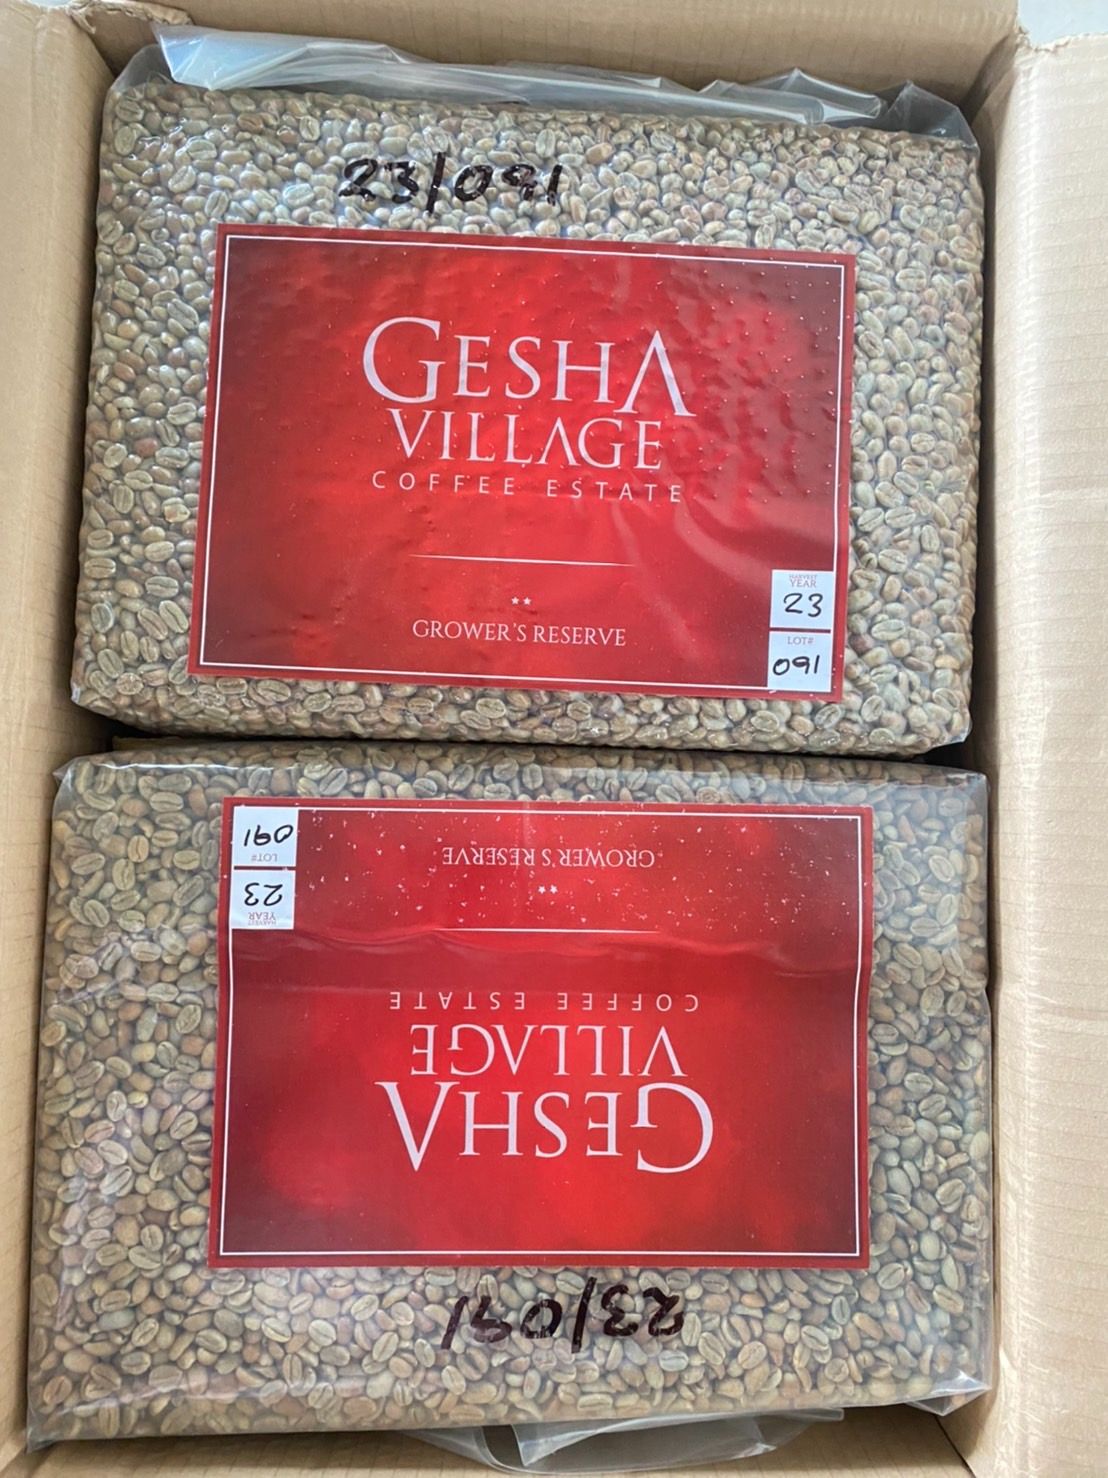 23/091
GESHA
VILLAGE
COFFEE ESTATE
GROWER'S RESERVE
HARVEST
YEAR
23
LOT#
091
091
LOT#
23
HARVEST
YEAR
GROWER'S RESERVE
COFFEE ESTATE
VILLAGE
GESHA
23/091